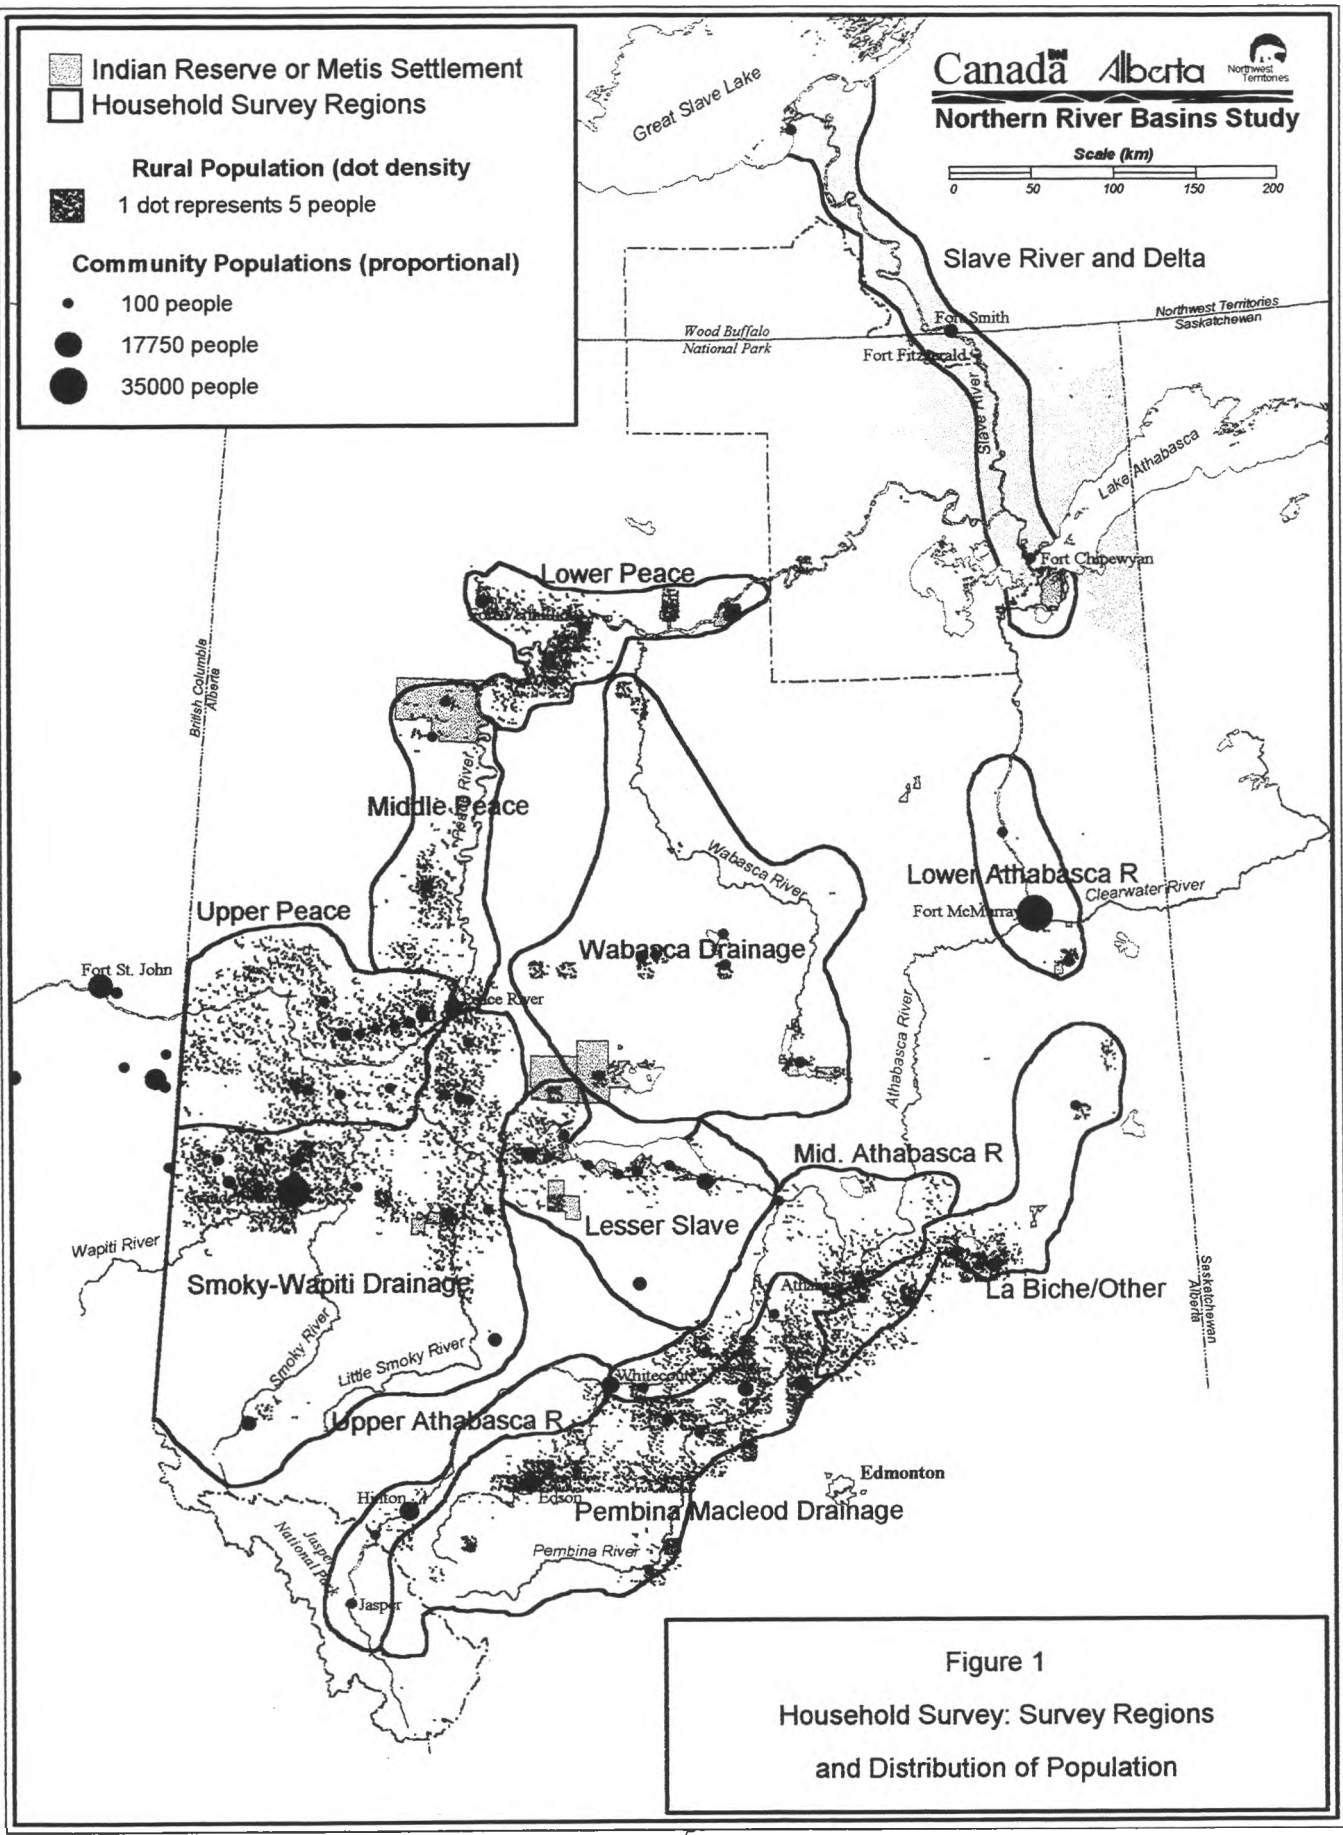 Indian Reserve or Metis Settlement
Household Survey Regions
Rural Population (dot density
1 dot represents 5 people
Community Populations (proportional)
100 people
17750 people
35000 people
Canada
Alberta
Northwest
Territories
Northern River Basins Study
Scale (km)
0 50 100 150 200
Great Slave Lake
Slave River and Delta
Northwest Territories
Saskatchewan
Fort Smith
Wood Buffalo
National Park
Fort Fitzgerald
Slave River
Lake Athabasca
Fort Chipewyan
Lower Peace
British Columbia
Alberta
Middle Peace
Peace River
Wabasca River
Lower Athabasca R
Clearwater River
Fort McMurray
Upper Peace
Wabasca Drainage
Fort St. John
Peace River
Athabasca River
Mid. Athabasca R
Lesser Slave
Wapiti River
Smoky-Wapiti Drainage
La Biche/Other
Saskatchewan
Alberta
Smoky River
Little Smoky River
Whitecourt
Upper Athabasca R
Edmonton
Hinton
Edson
Pembina Macleod Drainage
Jasper
National Park
Pembina River
Jasper
Figure 1
Household Survey: Survey Regions
and Distribution of Population